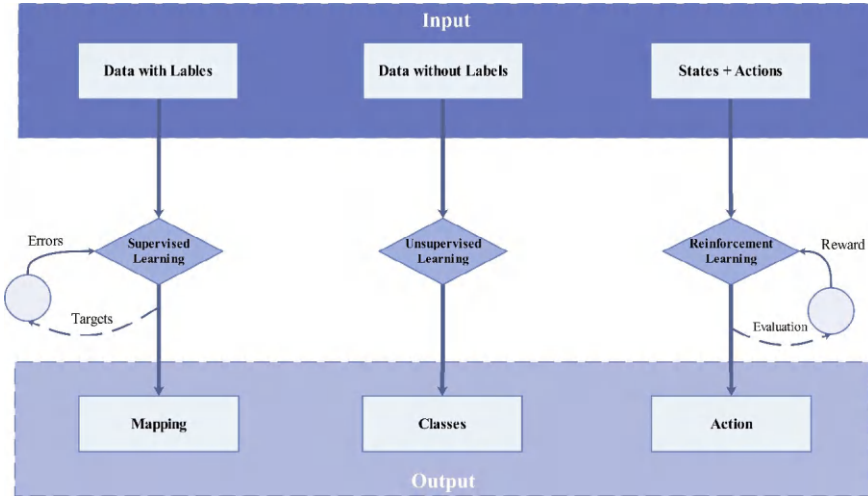 Input
Data with Lables
Data without Labels
States + Actions
Errors
Supervised
Learning
Unsupervised
Learning
Reinforcement
Learning
Reward
Targets
Evaluation
Mapping
Classes
Action
Output